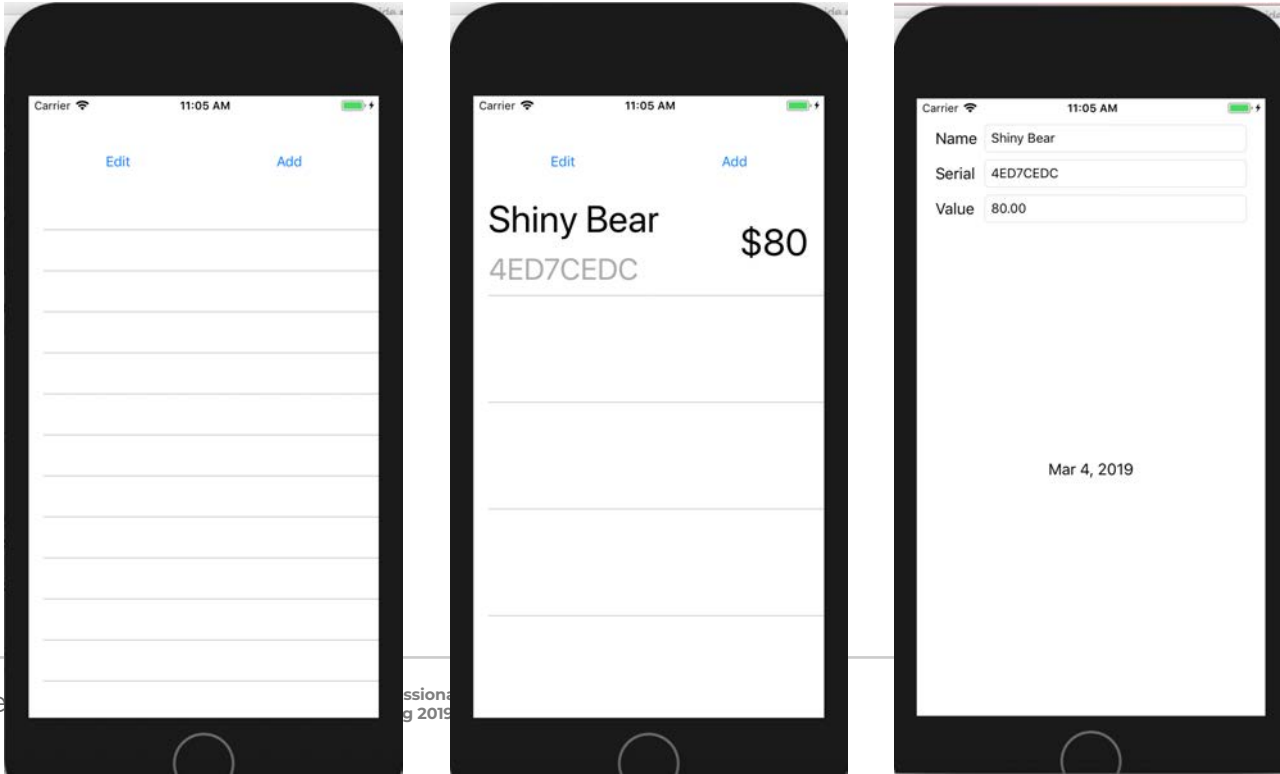 Carrier 11:05 AM
Edit Add
Carrier 11:05 AM
Edit Add
Shiny Bear
$80
4ED7CEDC
Carrier 11:05 AM
Name Shiny Bear
Serial 4ED7CEDC
Value 80.00
Mar 4, 2019
2019